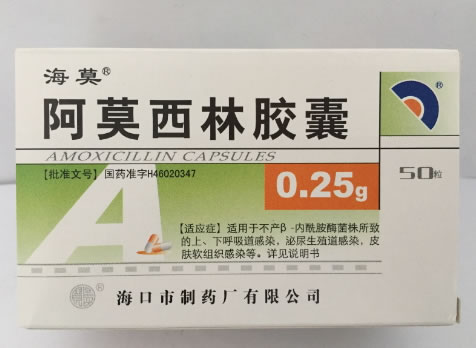 海莫®
阿莫西林胶囊
AMOXICILLIN CAPSULES
【批准文号】 国药准字H46020347
0.25g
50粒
A
【适应症】适用于不产β-内酰胺酶菌株所致
的上、下呼吸道感染，泌尿生殖道感染，皮
肤软组织感染等。详见说明书
海口市制药厂有限公司